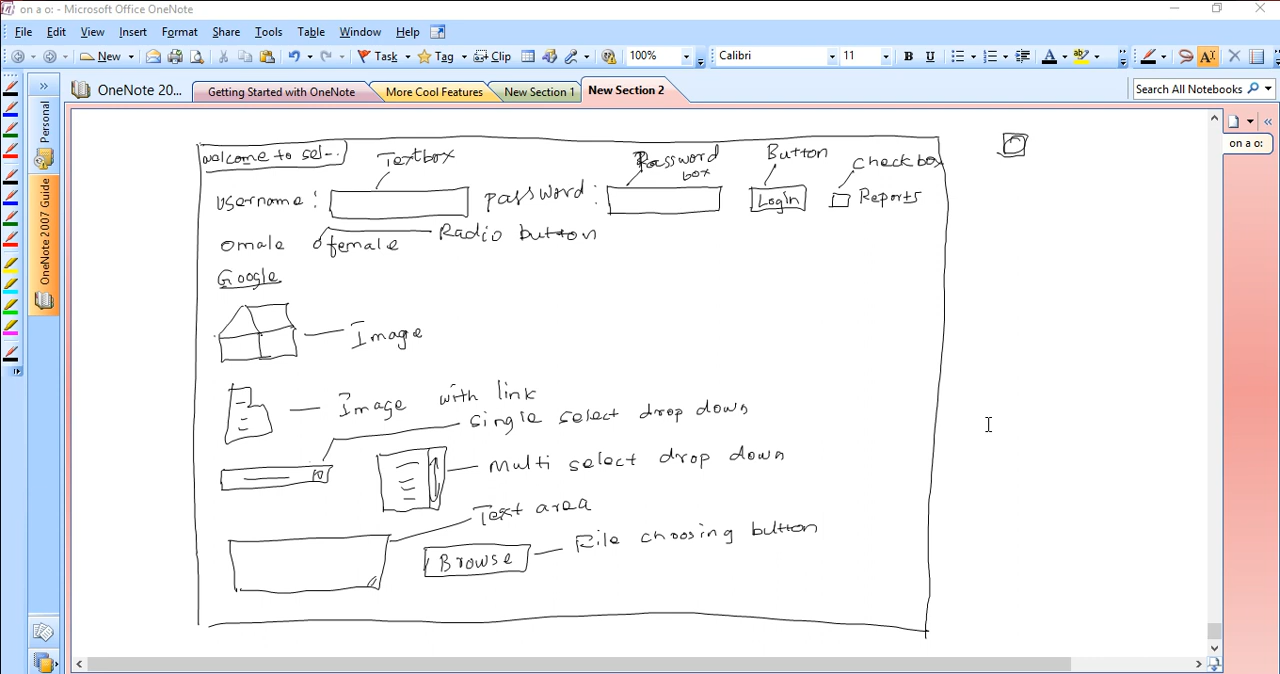 on a o: - Microsoft Office OneNote
File Edit View Insert Format Share Tools Table Window Help
New Task Tag Clip 100% Calibri 11 B U A
OneNote 20... Getting Started with OneNote More Cool Features New Section 1 New Section 2 Search All Notebooks
Personal
OneNote 2007 Guide
on a o:
welcome to sel-.. Textbox Password box Button checkbox
Username : password : Login Reports
male female Radio button
Google
Image
Image with link
single select drop down
multi select drop down
Text area
Browse File choosing button